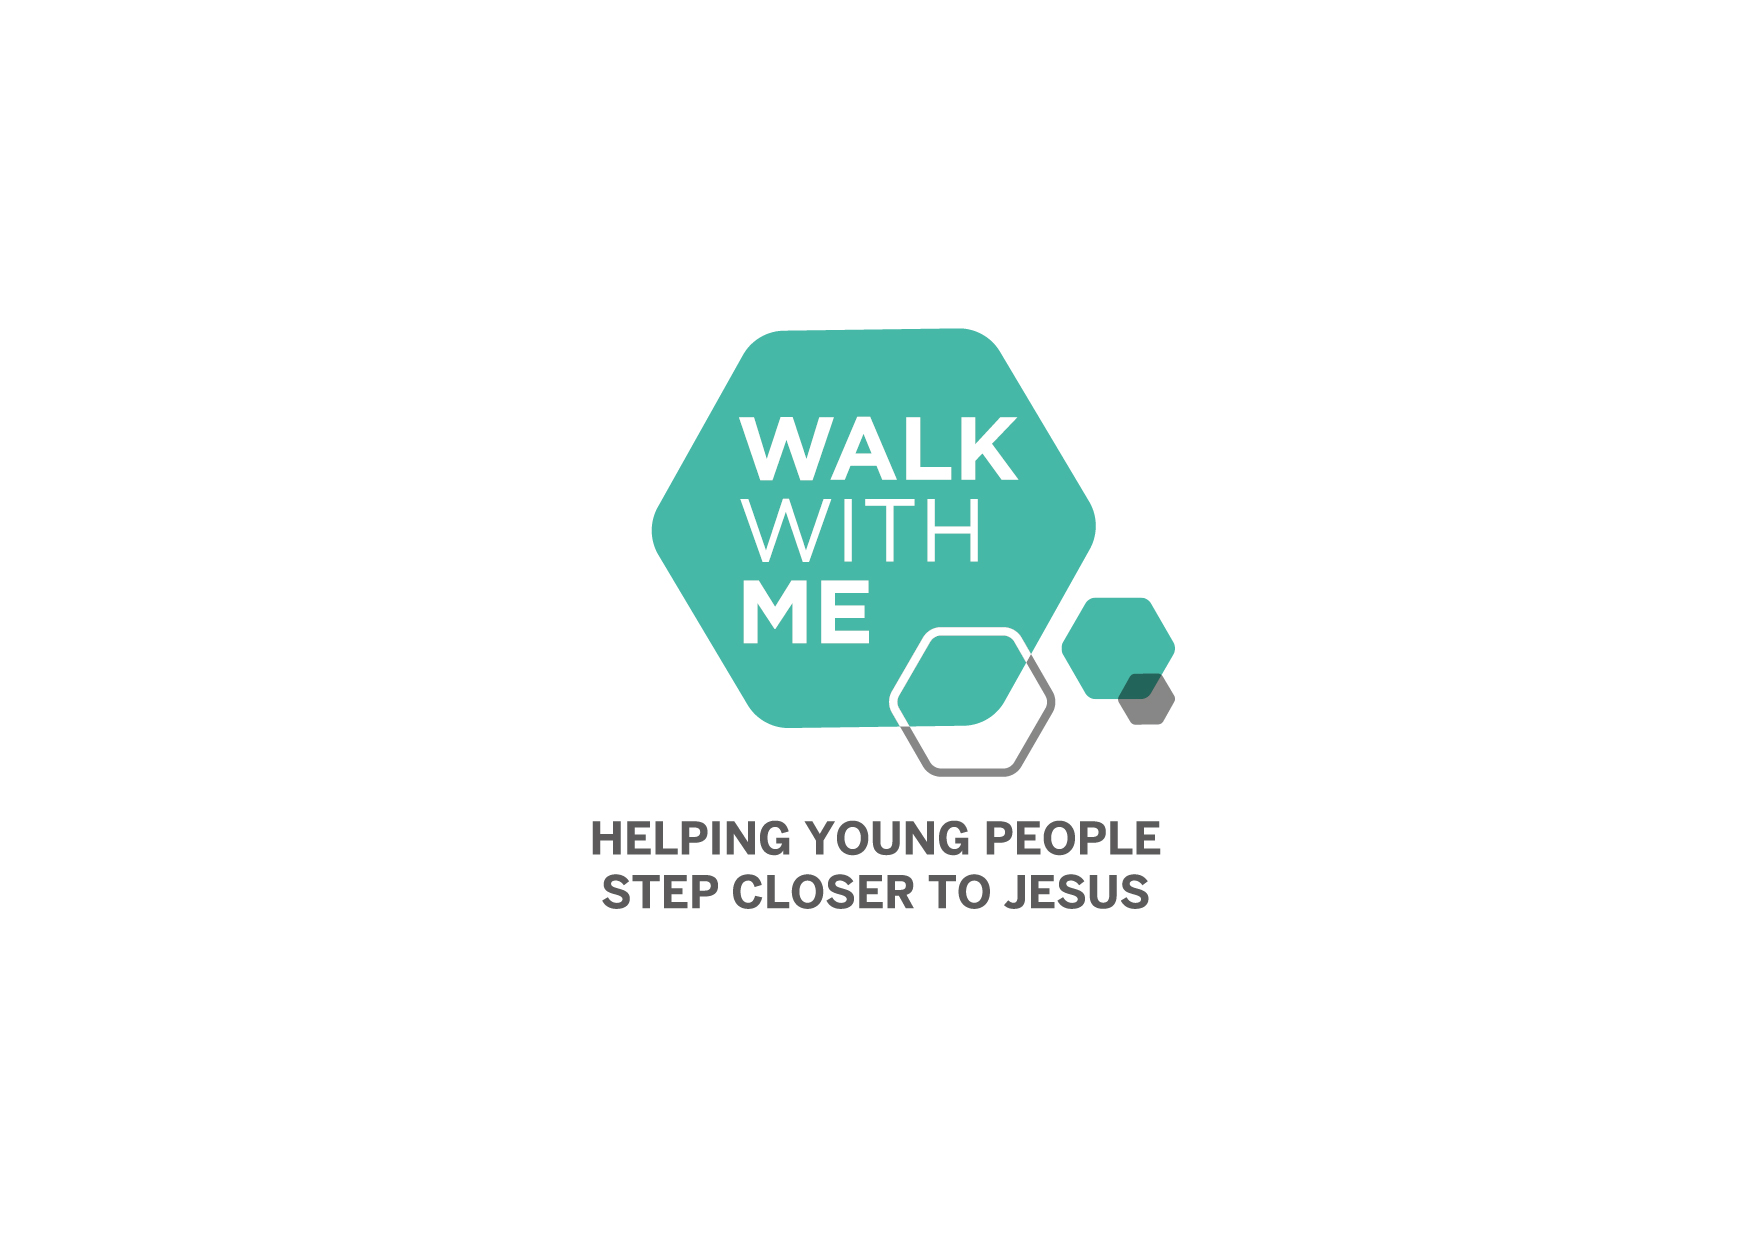 WALK
WITH
ME
HELPING YOUNG PEOPLE
STEP CLOSER TO JESUS